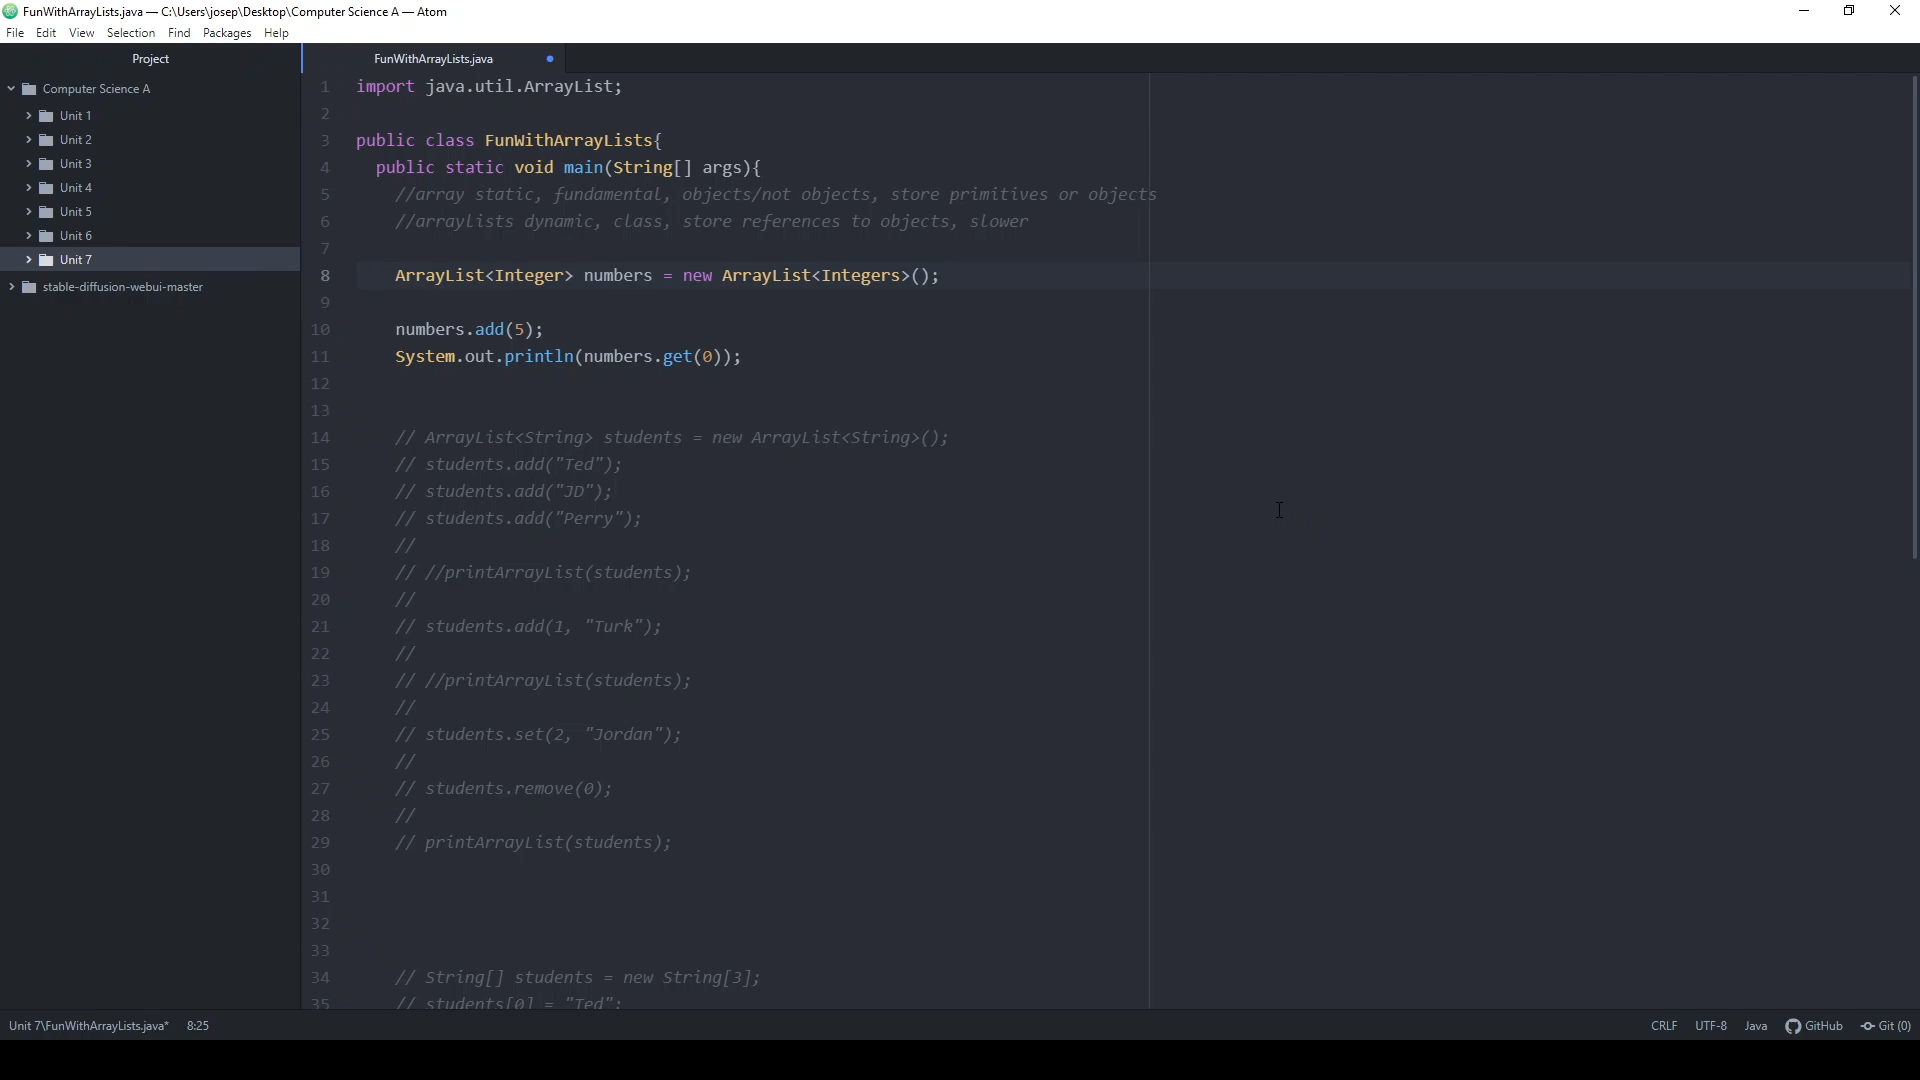 FunWithArrayLists.java — C:\Users\josep\Desktop\Computer Science A — Atom
File Edit View Selection Find Packages Help
Project
Computer Science A
Unit 1
Unit 2
Unit 3
Unit 4
Unit 5
Unit 6
Unit 7
stable-diffusion-webui-master
FunWithArrayLists.java
1 import java.util.ArrayList;
2
3 public class FunWithArrayLists{
4 public static void main(String[] args){
5 //array static, fundamental, objects/not objects, store primitives or objects
6 //arraylists dynamic, class, store references to objects, slower
7
8 ArrayList<Integer> numbers = new ArrayList<Integers>();
9
10 numbers.add(5);
11 System.out.println(numbers.get(0));
12
13
14 // ArrayList<String> students = new ArrayList<String>();
15 // students.add("Ted");
16 // students.add("JD");
17 // students.add("Perry");
18 //
19 // //printArrayList(students);
20 //
21 // students.add(1, "Turk");
22 //
23 // //printArrayList(students);
24 //
25 // students.set(2, "Jordan");
26 //
27 // students.remove(0);
28 //
29 // printArrayList(students);
30
31
32
33
34 // String[] students = new String[3];
35 // students[0] = "Ted";
Unit 7\FunWithArrayLists.java* 8:25 CRLF UTF-8 Java GitHub Git (0)